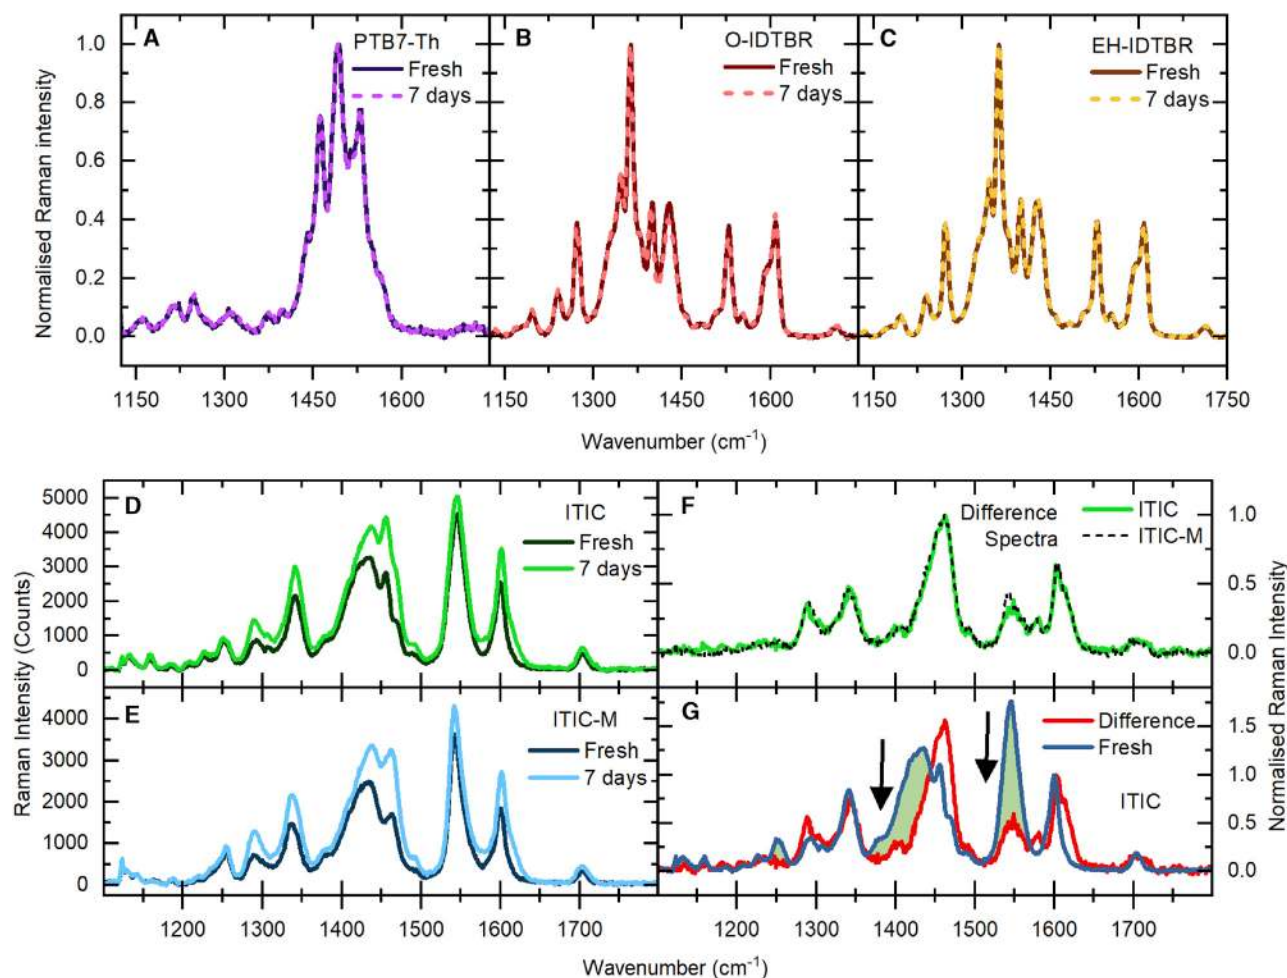 A
PTB7-Th
Fresh
7 days
B
O-IDTBR
Fresh
7 days
C
EH-IDTBR
Fresh
7 days
Normalised Raman intensity
1.0
0.8
0.6
0.4
0.2
0.0
1150 1300 1450 1600
1150 1300 1450 1600
1150 1300 1450 1600 1750
Wavenumber (cm⁻¹)
D
ITIC
Fresh
7 days
5000
4000
3000
2000
1000
0
Raman Intensity (Counts)
E
ITIC-M
Fresh
7 days
4000
3000
2000
1000
0
1200 1300 1400 1500 1600 1700
F
Difference
Spectra
ITIC
ITIC-M
1.0
0.5
0.0
Normalised Raman Intensity
G
Difference
Fresh
ITIC
1.5
1.0
0.5
0.0
1200 1300 1400 1500 1600 1700
Wavenumber (cm⁻¹)